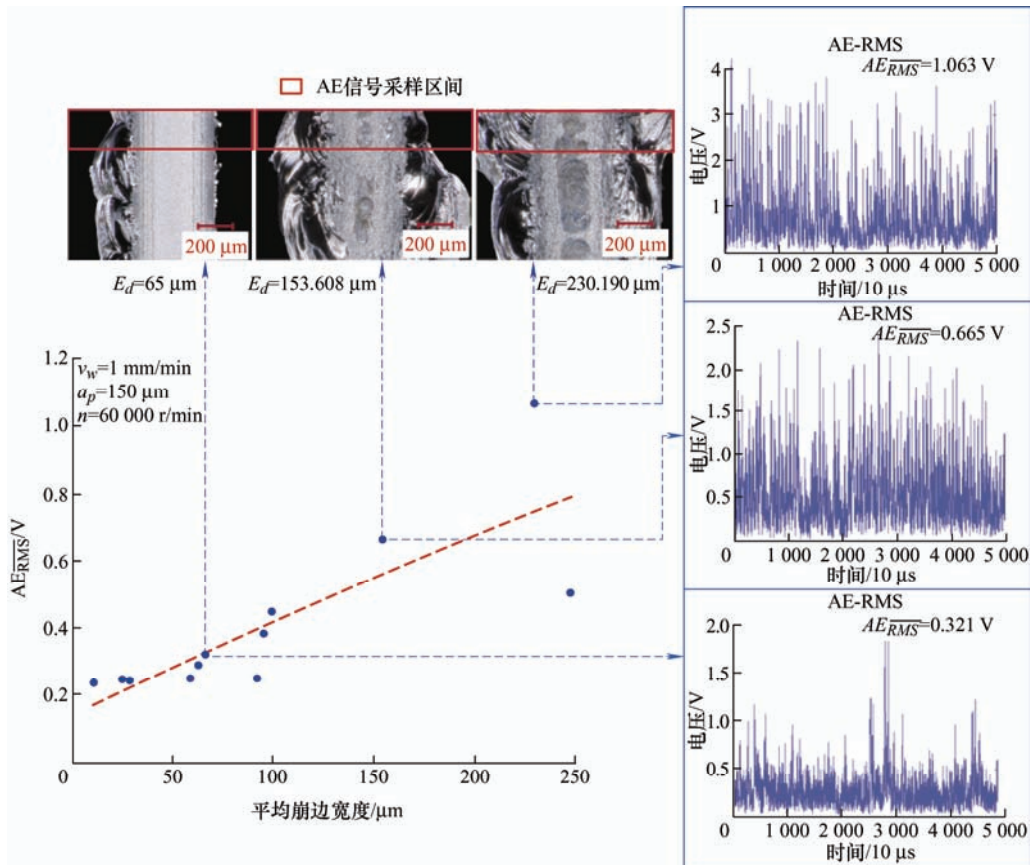 AE信号采样区间
200 μm
200 μm
200 μm
E_d=65 μm
E_d=153.608 μm
E_d=230.190 μm
v_w=1 mm/min
a_p=150 μm
n=60 000 r/min
1.2
1.0
0.8
0.6
0.4
0.2
0
50
100
150
200
250
AE_RMS/V
平均崩边宽度/μm
AE-RMS
AE_RMS=1.063 V
4
3
2
1
电压/V
0
1 000
2 000
3 000
4 000
5 000
时间/10 μs
AE-RMS
AE_RMS=0.665 V
2.5
2.0
1.5
1.0
0.5
电压/V
0
1 000
2 000
3 000
4 000
5 000
时间/10 μs
AE-RMS
AE_RMS=0.321 V
2.0
1.5
1.0
0.5
电压/V
0
1 000
2 000
3 000
4 000
5 000
时间/10 μs